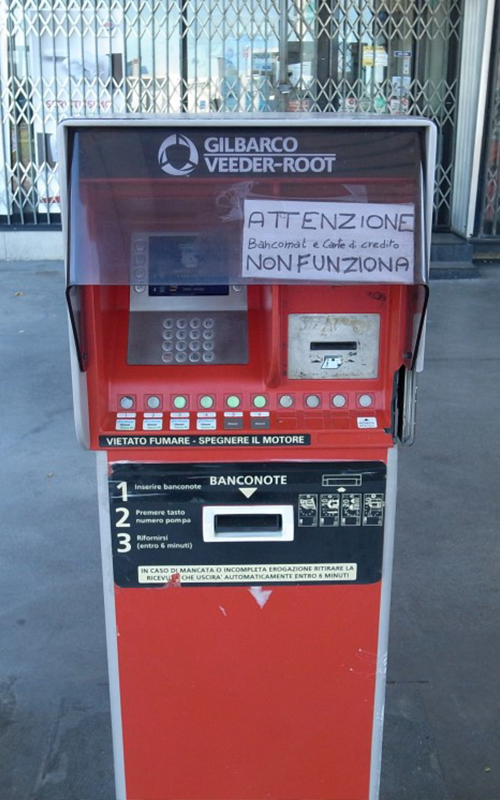 GILBARCO
VEEDER-ROOT
ATTENZIONE
Bancomat e Carte di credito
NON FUNZIONA
VIETATO FUMARE - SPEGNERE IL MOTORE
BANCONOTE
1 Inserire banconote
2 Premere tasto
numero pompa
3 Rifornirsi
(entro 6 minuti)
IN CASO DI MANCATA O INCOMPLETA EROGAZIONE RITIRARE LA
RICEVUTA CHE USCIRA' AUTOMATICAMENTE ENTRO 6 MINUTI